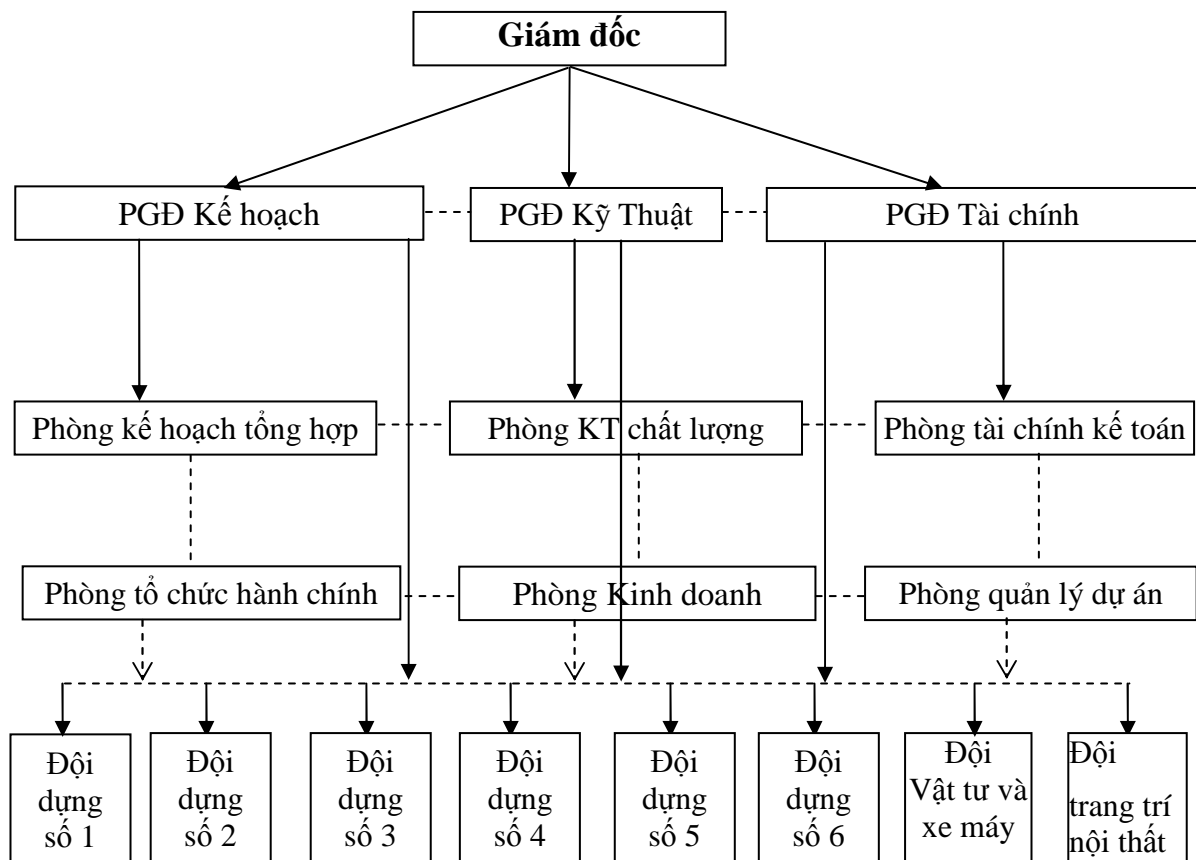 Giám đốc
PGĐ Kế hoạch
PGĐ Kỹ Thuật
PGĐ Tài chính
Phòng kế hoạch tổng hợp
Phòng KT chất lượng
Phòng tài chính kế toán
Phòng tổ chức hành chính
Phòng Kinh doanh
Phòng quản lý dự án
Đội
dựng
số 1
Đội
dựng
số 2
Đội
dựng
số 3
Đội
dựng
số 4
Đội
dựng
số 5
Đội
dựng
số 6
Đội
Vật tư và
xe máy
Đội
trang trí
nội thất